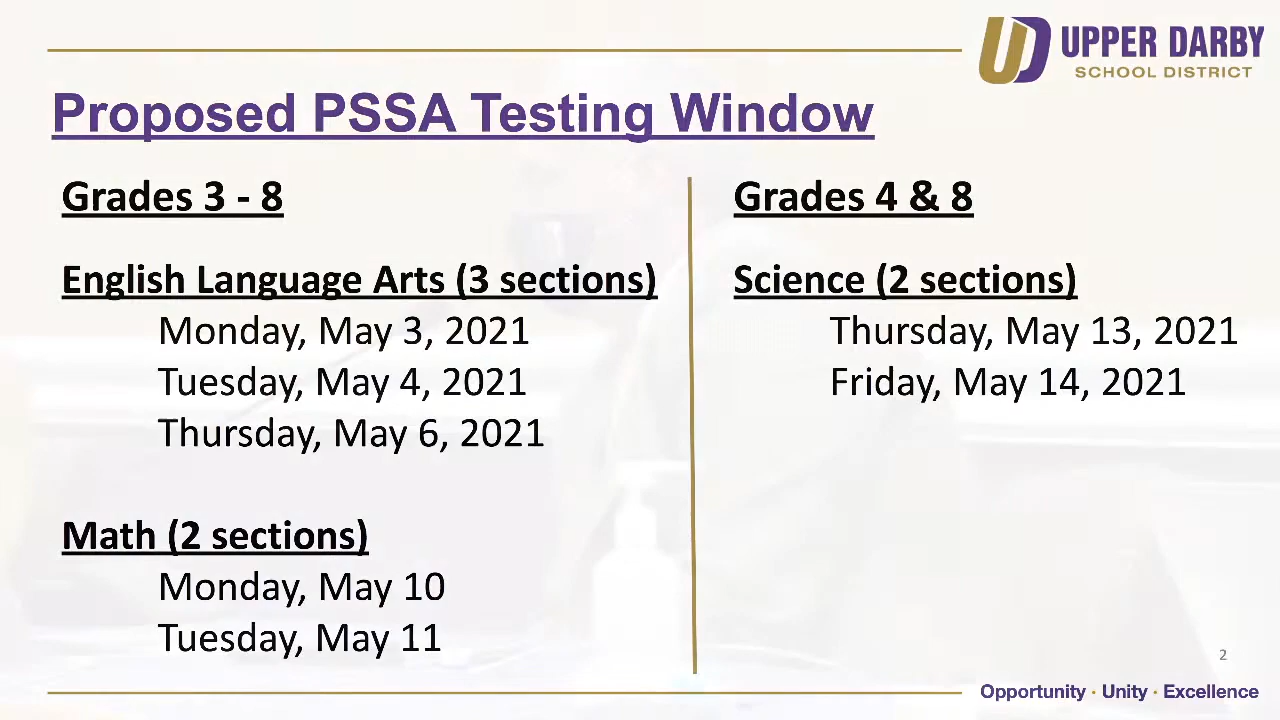 UPPER DARBY
SCHOOL DISTRICT
Proposed PSSA Testing Window
Grades 3 - 8
English Language Arts (3 sections)
Monday, May 3, 2021
Tuesday, May 4, 2021
Thursday, May 6, 2021
Math (2 sections)
Monday, May 10
Tuesday, May 11
Grades 4 & 8
Science (2 sections)
Thursday, May 13, 2021
Friday, May 14, 2021
2
Opportunity · Unity · Excellence